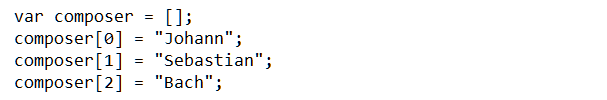 var composer = [];
composer[0] = "Johann";
composer[1] = "Sebastian";
composer[2] = "Bach";